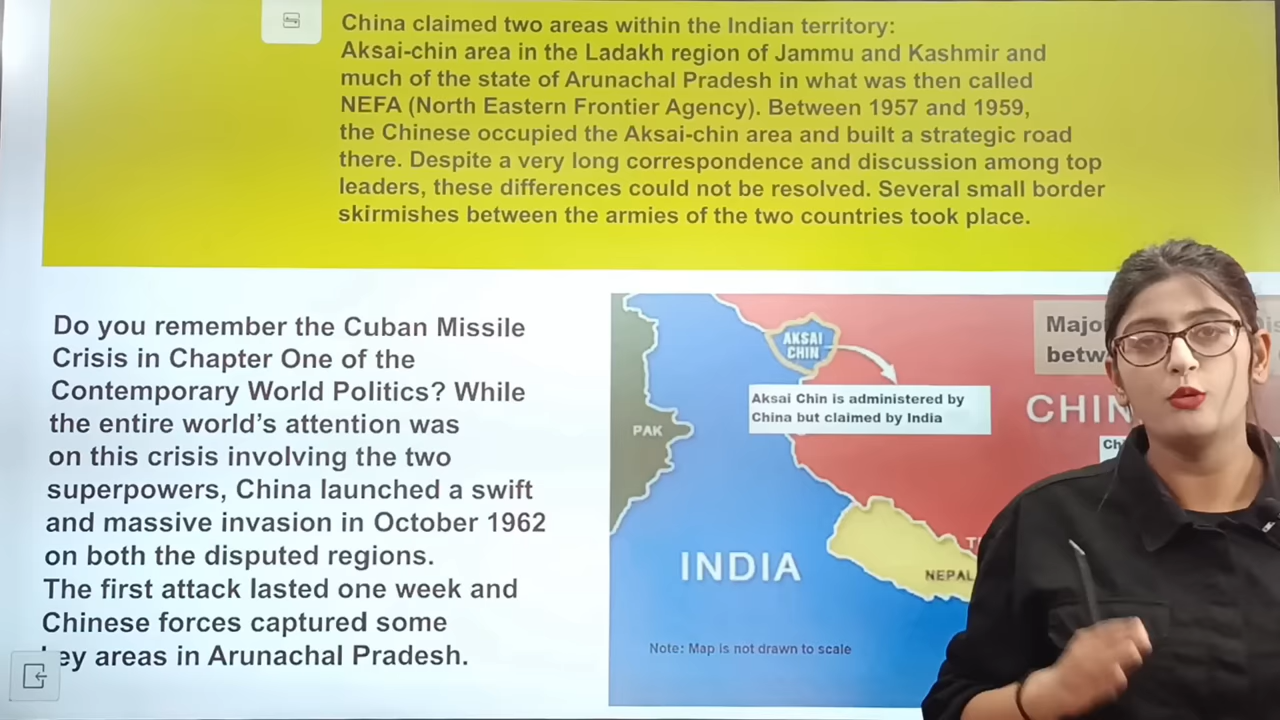 China claimed two areas within the Indian territory:
Aksai-chin area in the Ladakh region of Jammu and Kashmir and
much of the state of Arunachal Pradesh in what was then called
NEFA (North Eastern Frontier Agency). Between 1957 and 1959,
the Chinese occupied the Aksai-chin area and built a strategic road
there. Despite a very long correspondence and discussion among top
leaders, these differences could not be resolved. Several small border
skirmishes between the armies of the two countries took place.
Do you remember the Cuban Missile
Crisis in Chapter One of the
Contemporary World Politics? While
the entire world's attention was
on this crisis involving the two
superpowers, China launched a swift
and massive invasion in October 1962
on both the disputed regions.
The first attack lasted one week and
Chinese forces captured some
ey areas in Arunachal Pradesh.
AKSAI
CHIN
Aksai Chin is administered by
China but claimed by India
PAK
INDIA
NEPAL
CHIN
Majo
betw
Ch
Note: Map is not drawn to scale